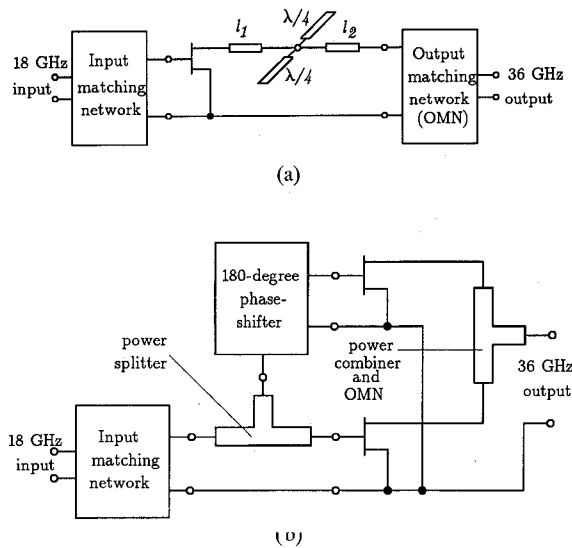 l1
λ/4
l2
λ/4
18 GHz
input
Input
matching
network
Output
matching
network
(OMN)
36 GHz
output
(a)
180-degree
phase-
shifter
power
splitter
power
combiner
and
OMN
36 GHz
output
18 GHz
input
Input
matching
network
(b)